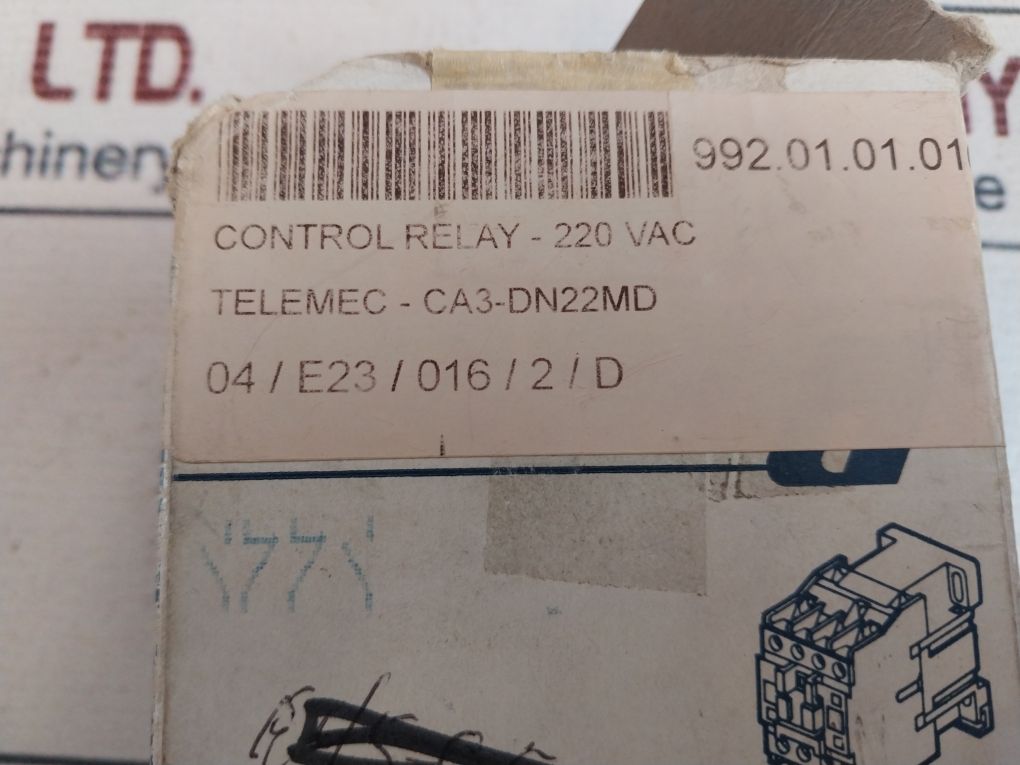 LTD.
hinery
992.01.01.01
CONTROL RELAY - 220 VAC
TELEMEC - CA3-DN22MD
04 / E23 / 016 / 2 / D